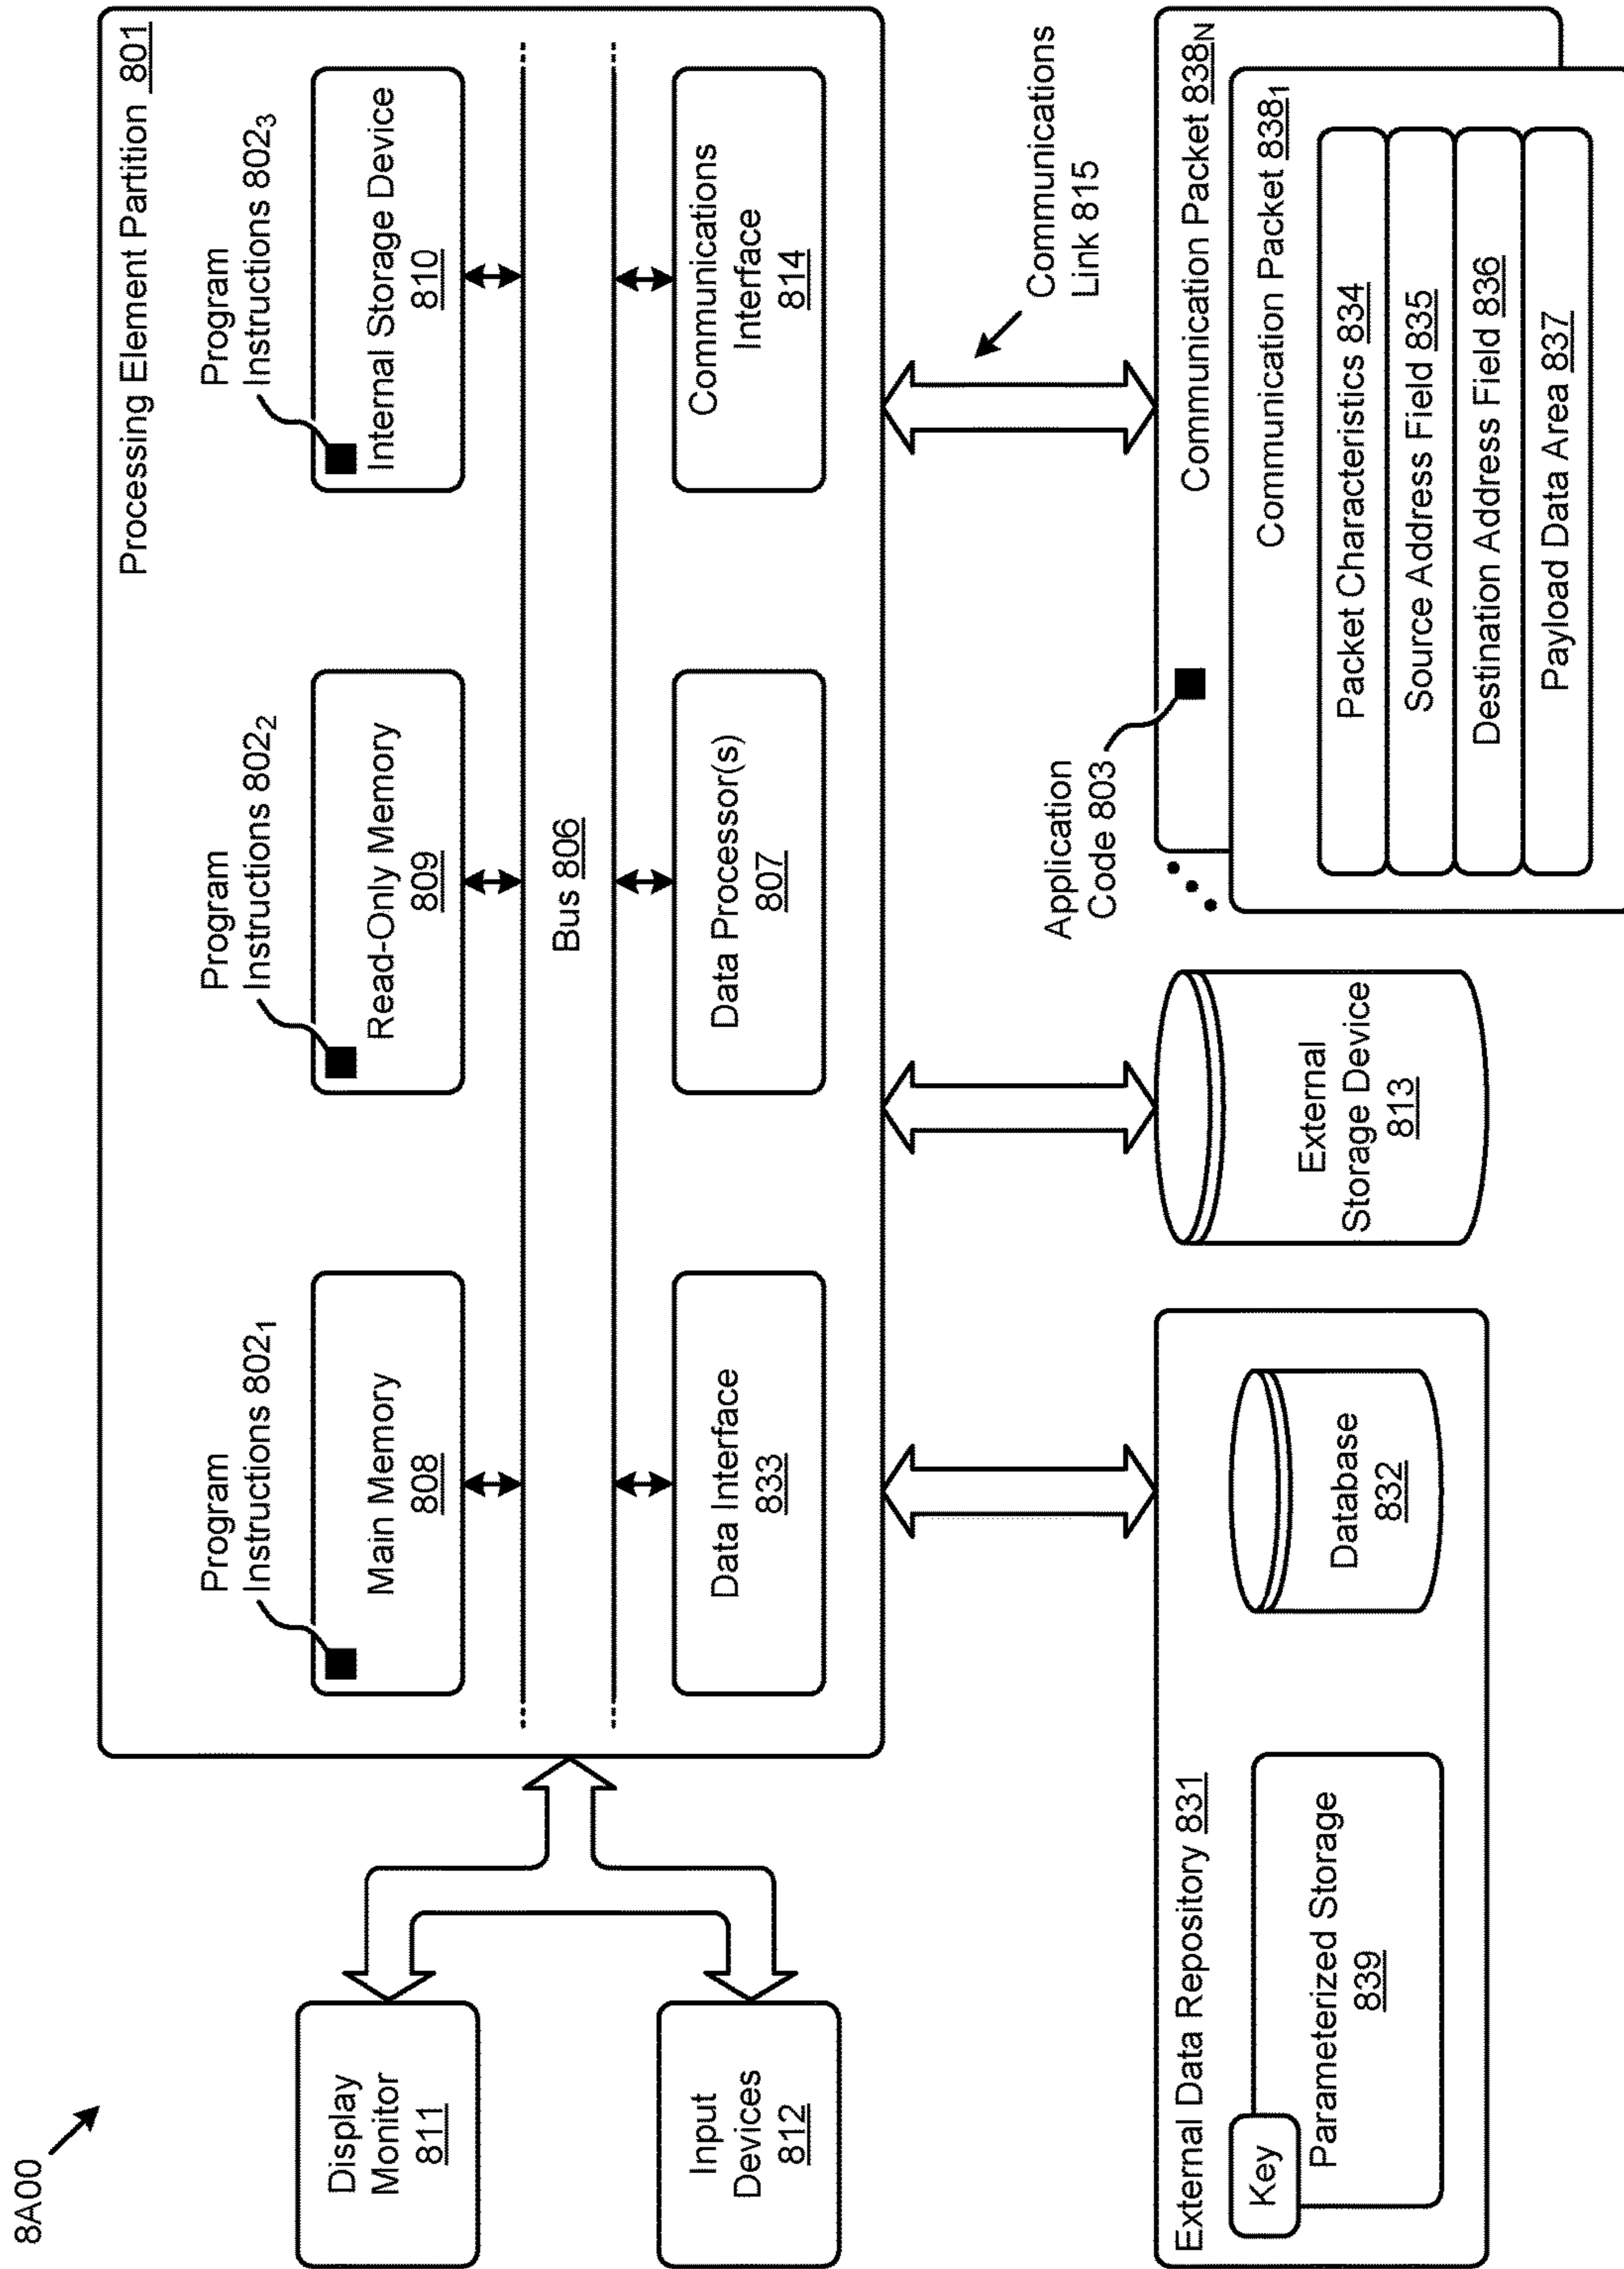 8A00
Processing Element Partition 801
Program
Instructions 802₁
Program
Instructions 802₂
Program
Instructions 802₃
Display
Monitor
811
Main Memory
808
Read-Only Memory
809
Internal Storage Device
810
Bus 806
Input
Devices
812
Data Interface
833
Data Processor(s)
807
Communications
Interface
814
Communications
Link 815
Application
Code 803
External Data Repository 831
Key
Parameterized Storage
839
Database
832
External
Storage Device
813
Communication Packet 838N
Communication Packet 838₁
Packet Characteristics 834
Source Address Field 835
Destination Address Field 836
Payload Data Area 837